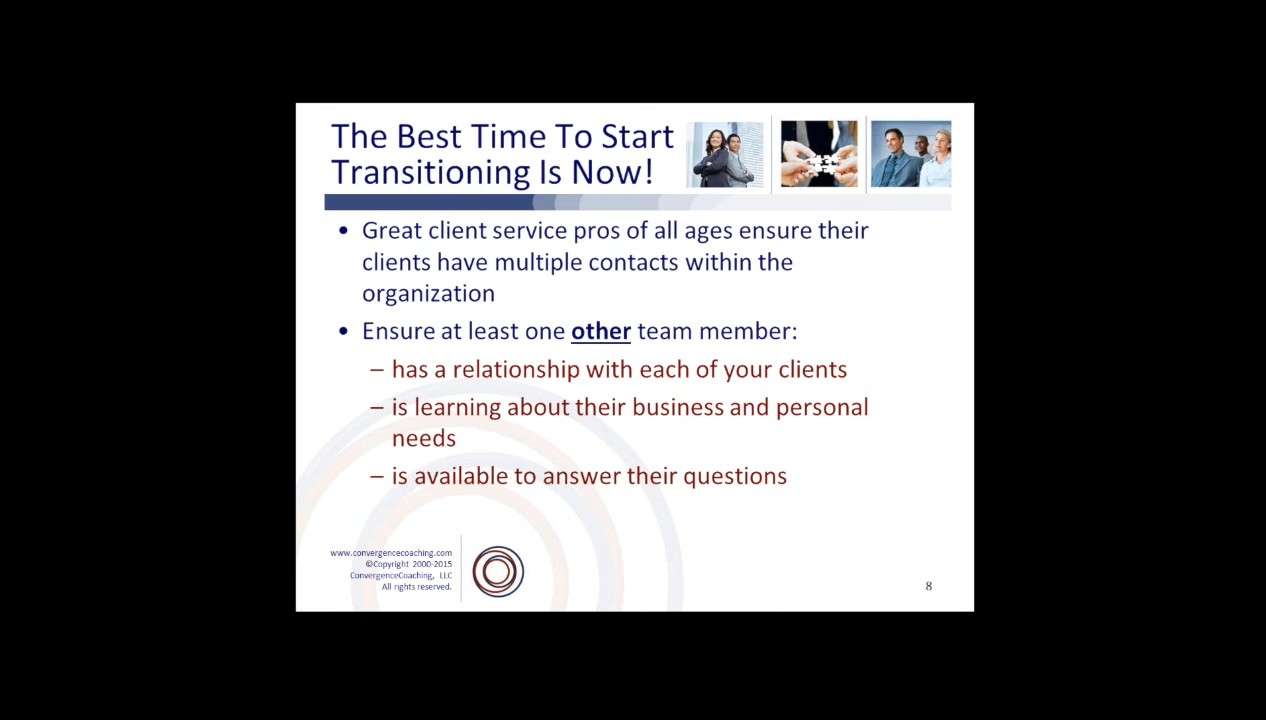 The Best Time To Start
Transitioning Is Now!
• Great client service pros of all ages ensure their
clients have multiple contacts within the
organization
• Ensure at least one other team member:
– has a relationship with each of your clients
– is learning about their business and personal
needs
– is available to answer their questions
www.convergencecoaching.com
©Copyright 2000-2015
ConvergenceCoaching, LLC
All rights reserved.
8